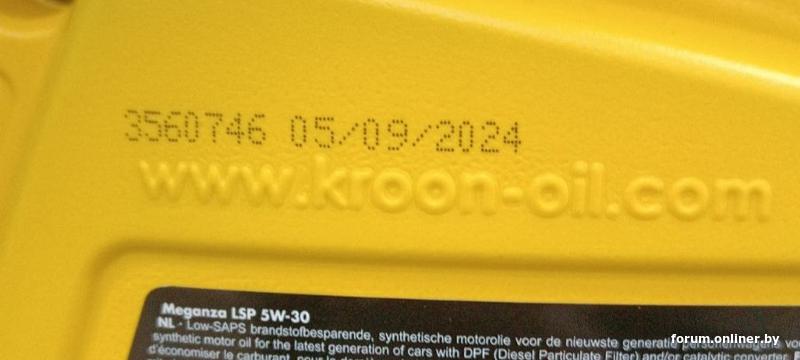 3560746 05/09/2024
www.kroon-oil.com
Meganza LSP 5W-30
NL - Low-SAPS brandstofbesparende, synthetische motorolie voor de nieuwste generatie
synthetic motor oil for the latest generation of cars with DPF (Diesel Particulate Filter) and/or catalytic converter
d'économiser le carburant, pour la
forum.onliner.by